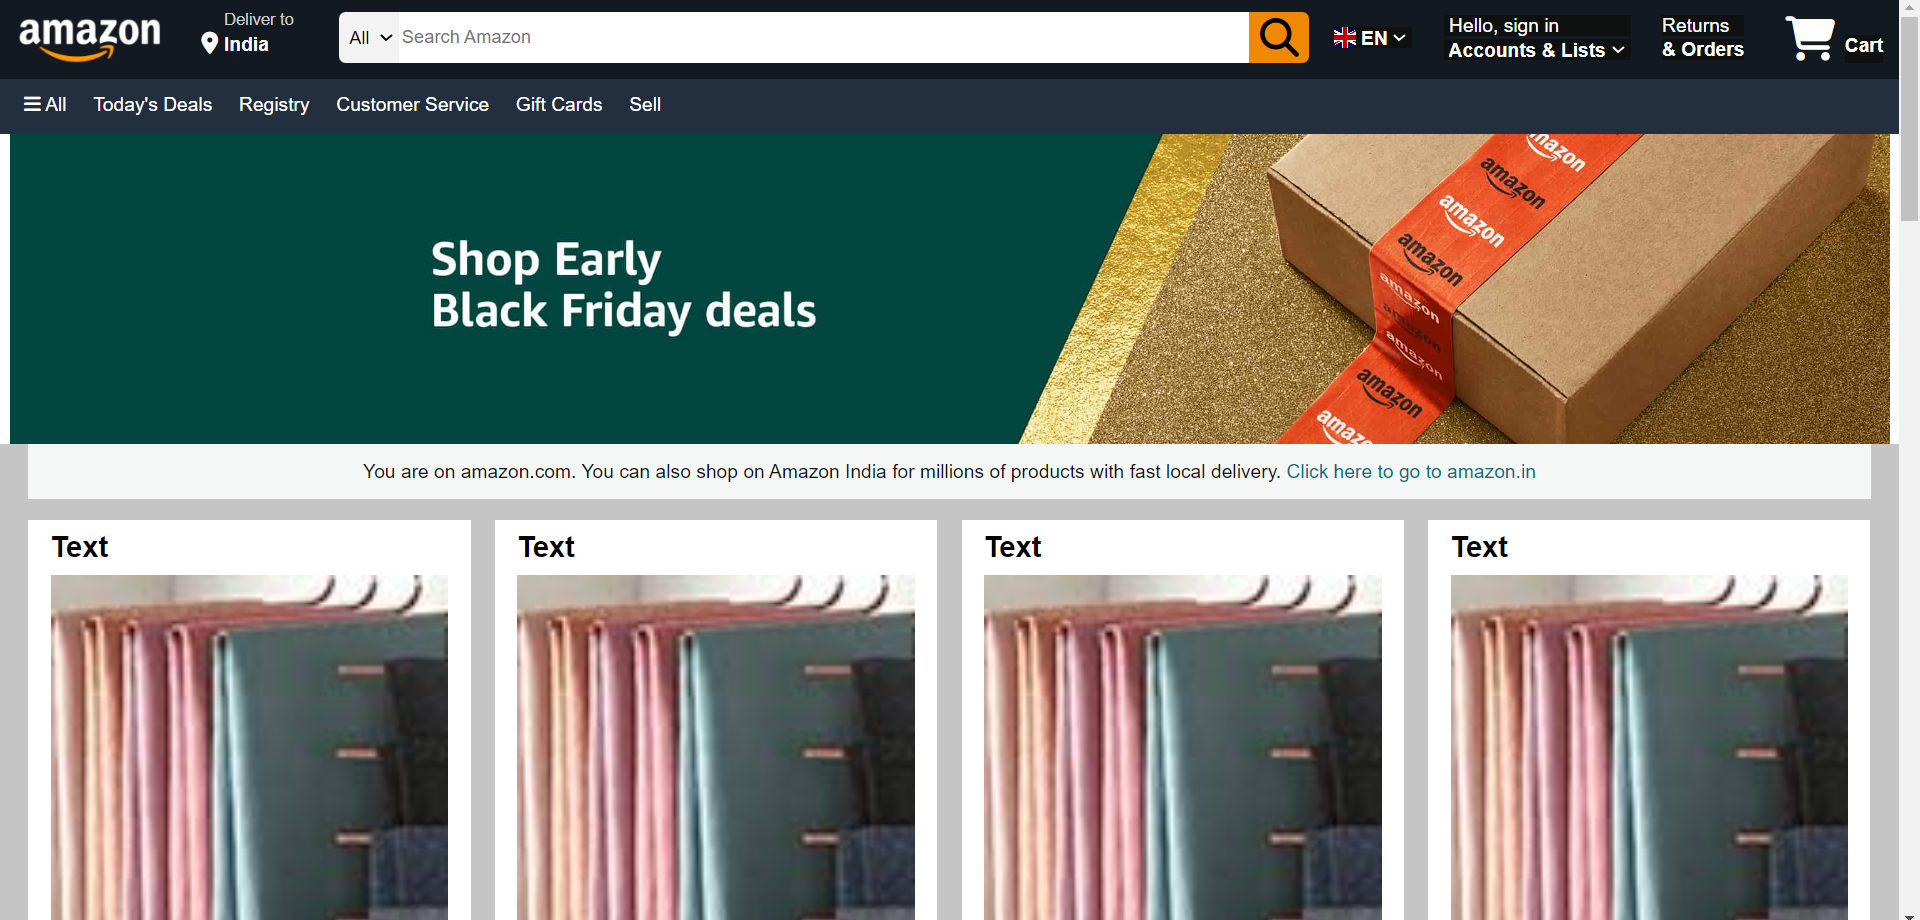 amazon
Deliver to
India
All
Search Amazon
EN
Hello, sign in
Accounts & Lists
Returns
& Orders
Cart
All
Today's Deals
Registry
Customer Service
Gift Cards
Sell
Shop Early
Black Friday deals
amazon
amazon
amazon
amazon
amazon
amazon
amazon
You are on amazon.com. You can also shop on Amazon India for millions of products with fast local delivery. Click here to go to amazon.in
Text
Text
Text
Text